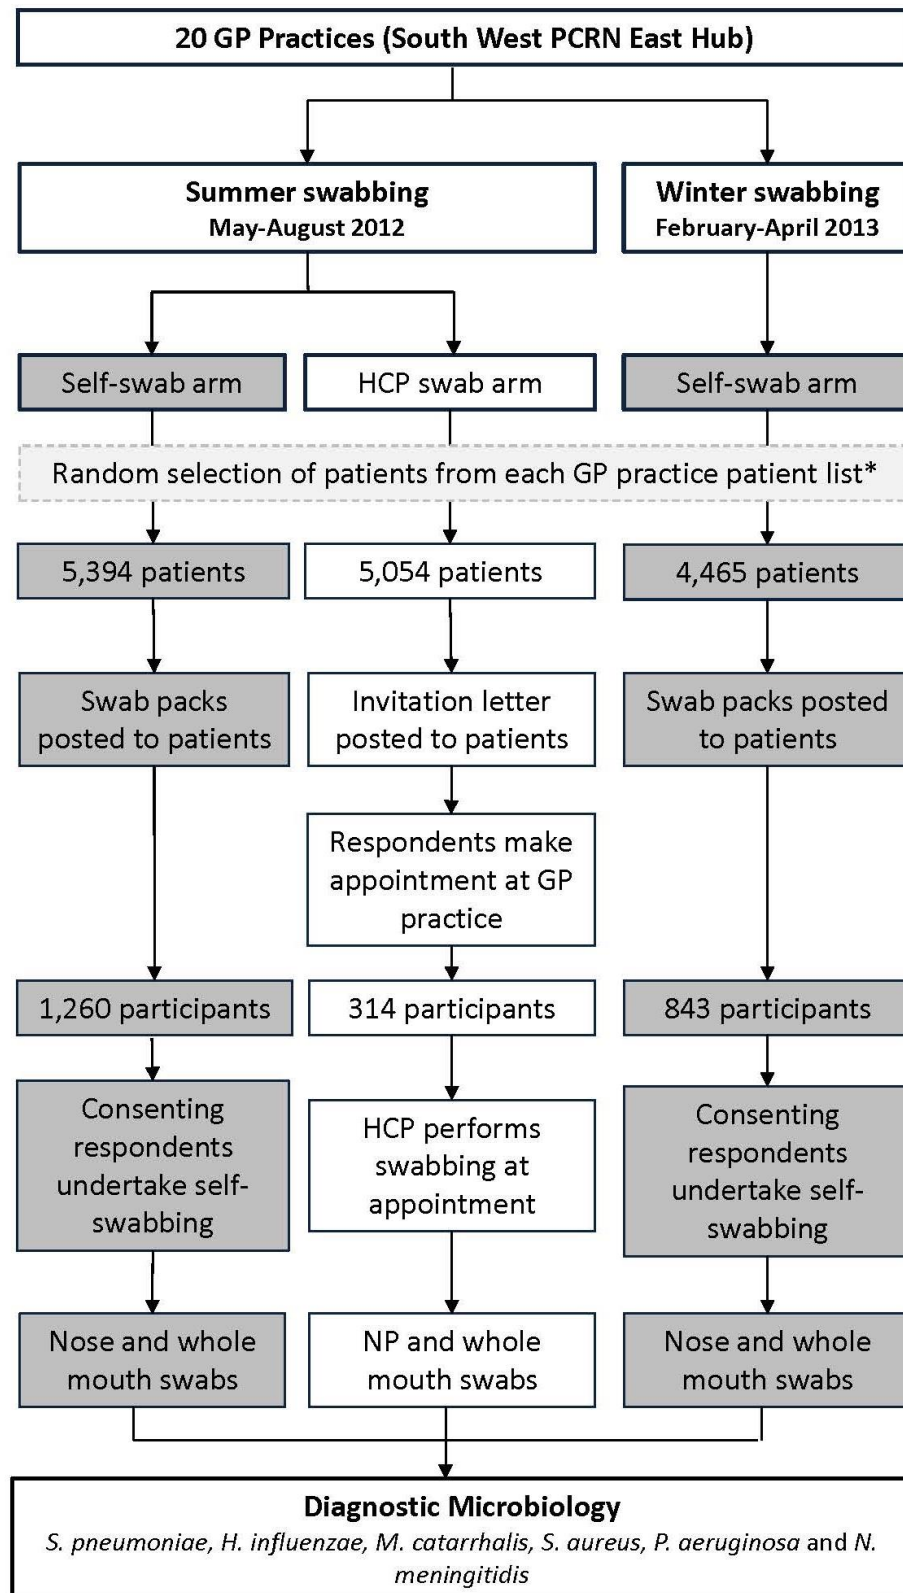 20 GP Practices (South West PCRN East Hub)
Summer swabbing
May-August 2012
Winter swabbing
February-April 2013
Self-swab arm
HCP swab arm
Self-swab arm
Random selection of patients from each GP practice patient list*
5,394 patients
5,054 patients
4,465 patients
Swab packs
posted to patients
Invitation letter
posted to patients
Swab packs posted
to patients
Respondents make
appointment at GP
practice
1,260 participants
314 participants
843 participants
Consenting
respondents
undertake self-
swabbing
HCP performs
swabbing at
appointment
Consenting
respondents
undertake self-
swabbing
Nose and whole
mouth swabs
NP and whole
mouth swabs
Nose and whole
mouth swabs
Diagnostic Microbiology
S. pneumoniae, H. influenzae, M. catarrhalis, S. aureus, P. aeruginosa and N.
meningitidis